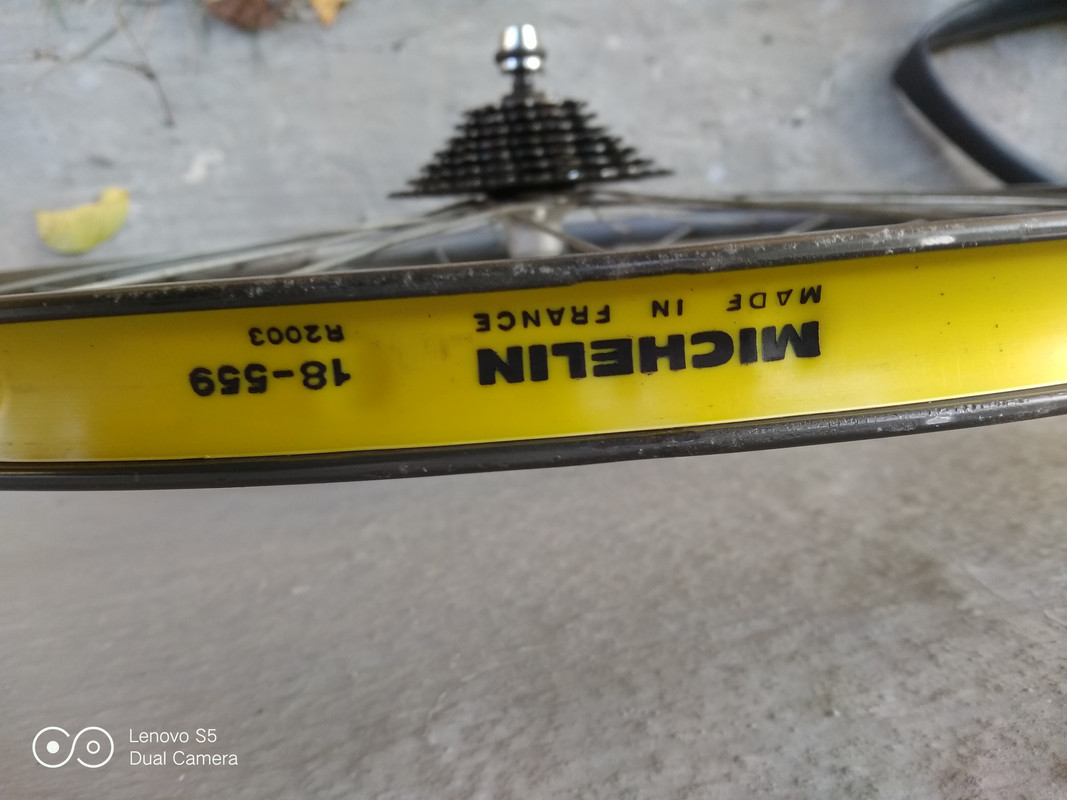 MICHELIN
MADE IN FRANCE
18-559
R2003
Lenovo S5
Dual Camera